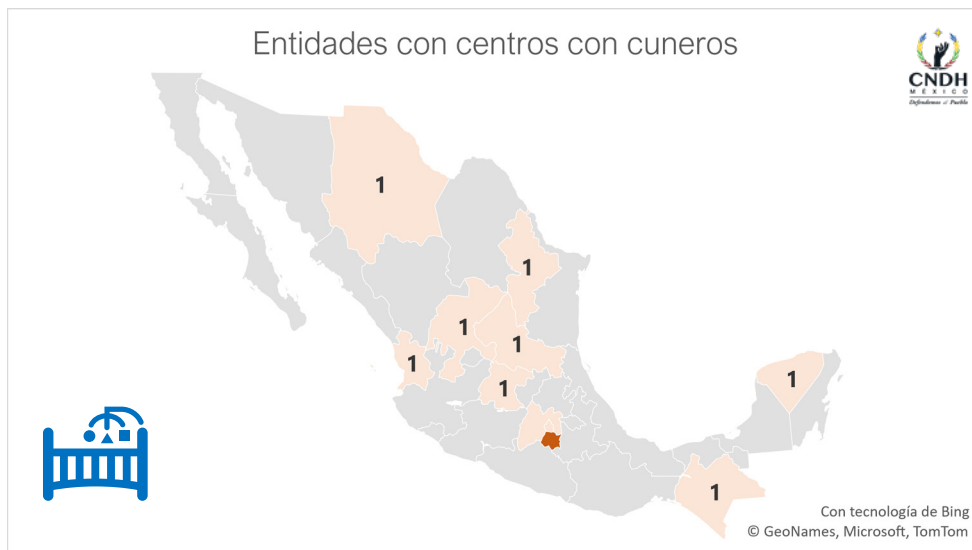 Entidades con centros con cuneros
CNDH
MÉXICO
Defendemos al Pueblo
1
1
1
1
1
1
1
1
Con tecnología de Bing
© GeoNames, Microsoft, TomTom